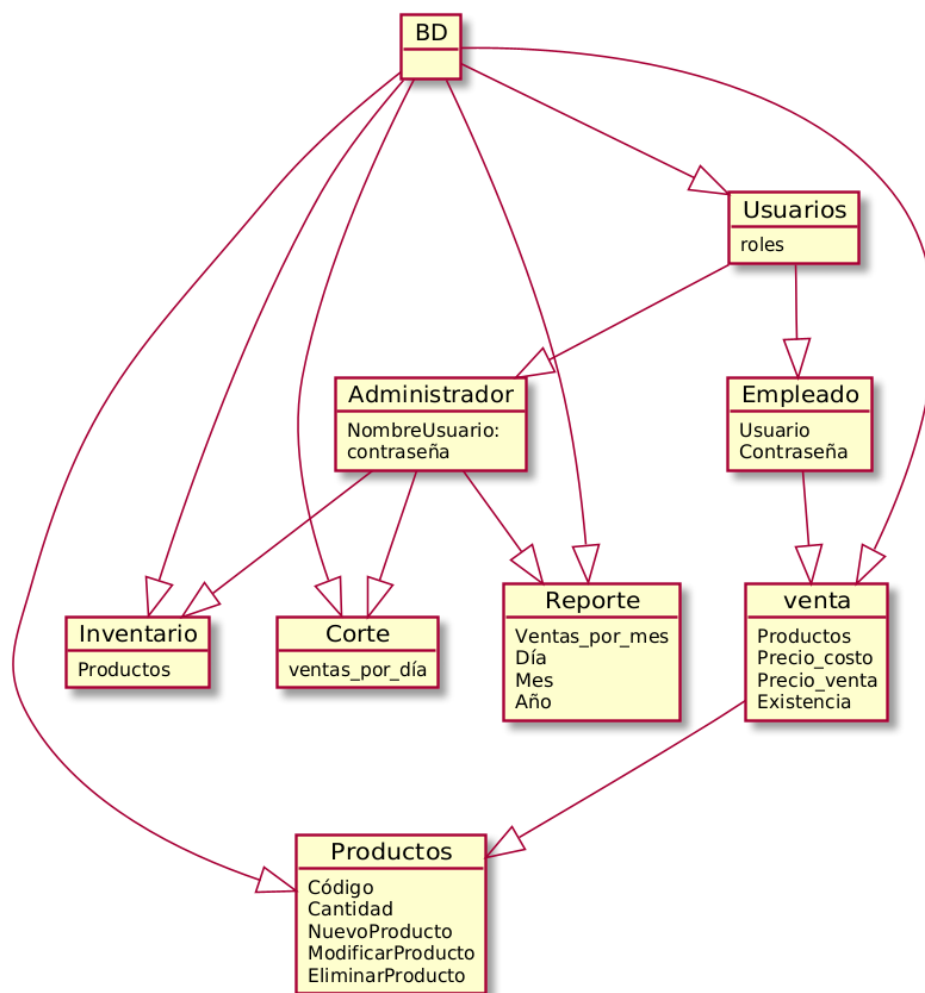 BD
Usuarios
roles
Administrador
NombreUsuario:
contraseña
Empleado
Usuario
Contraseña
Inventario
Productos
Corte
ventas_por_día
Reporte
Ventas_por_mes
Día
Mes
Año
venta
Productos
Precio_costo
Precio_venta
Existencia
Productos
Código
Cantidad
NuevoProducto
ModificarProducto
EliminarProducto